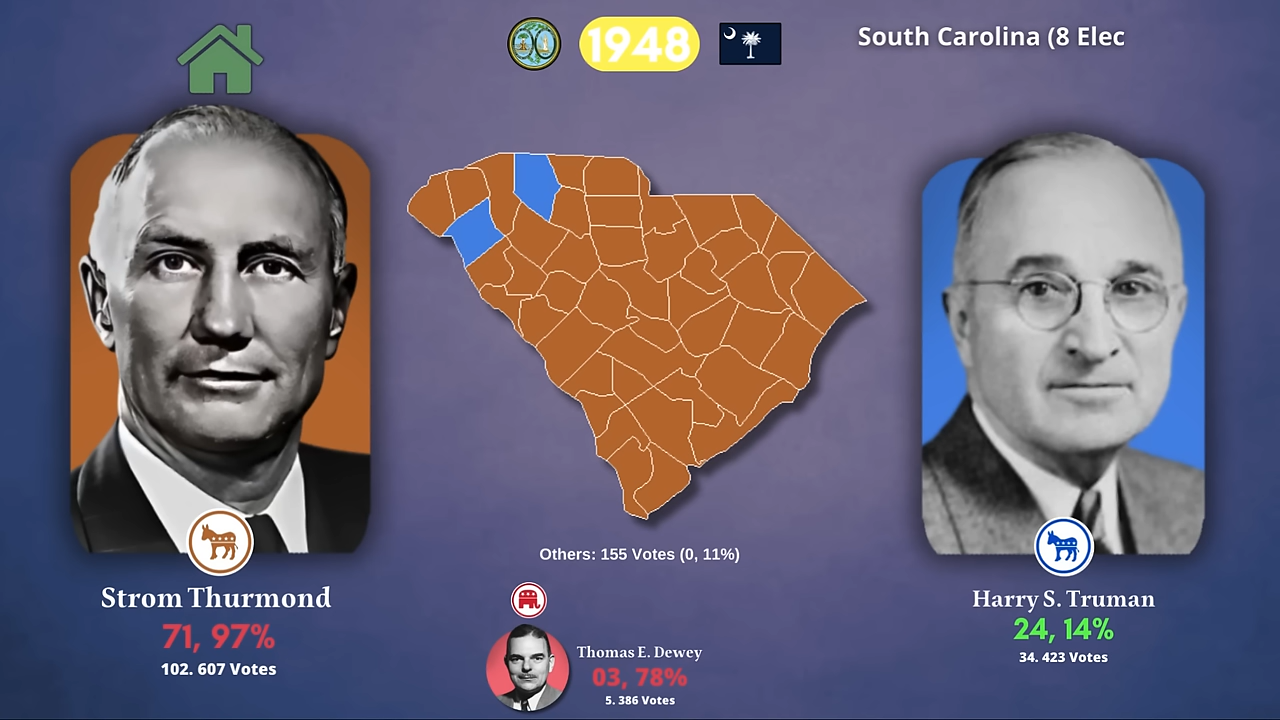 1948
South Carolina (8 Elec
Others: 155 Votes (0, 11%)
Strom Thurmond
71, 97%
102. 607 Votes
Thomas E. Dewey
03, 78%
5. 386 Votes
Harry S. Truman
24, 14%
34. 423 Votes